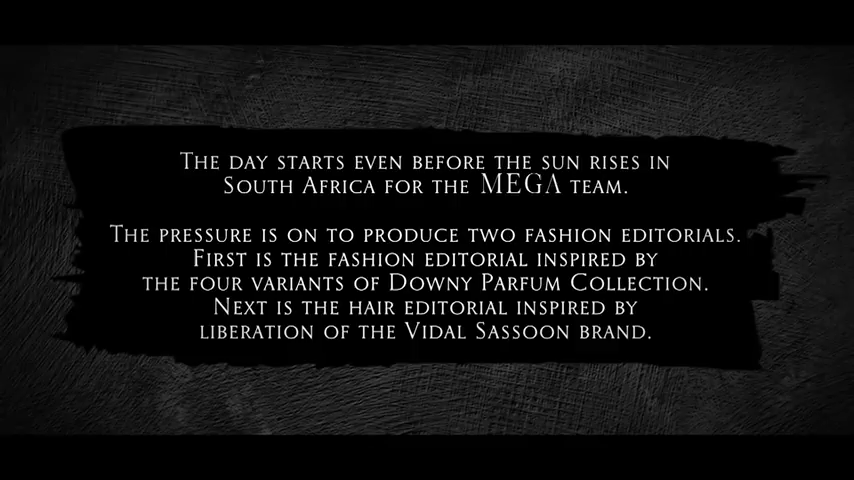 The day starts even before the sun rises in
South Africa for the MEGA team.
The pressure is on to produce two fashion editorials.
First is the fashion editorial inspired by
the four variants of Downy Parfum Collection.
Next is the hair editorial inspired by
liberation of the Vidal Sassoon brand.